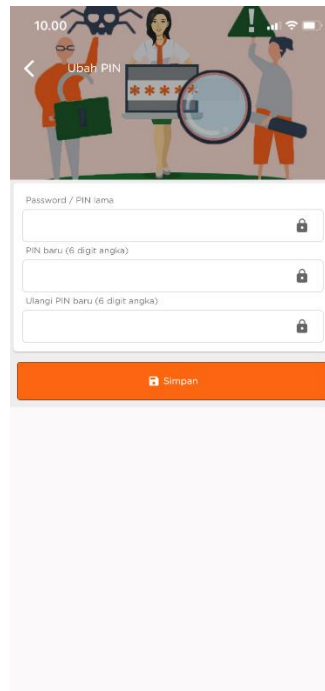 10.00
Ubah PIN
*****
Password / PIN lama
PIN baru (6 digit angka)
Ulangi PIN baru (6 digit angka)
Simpan